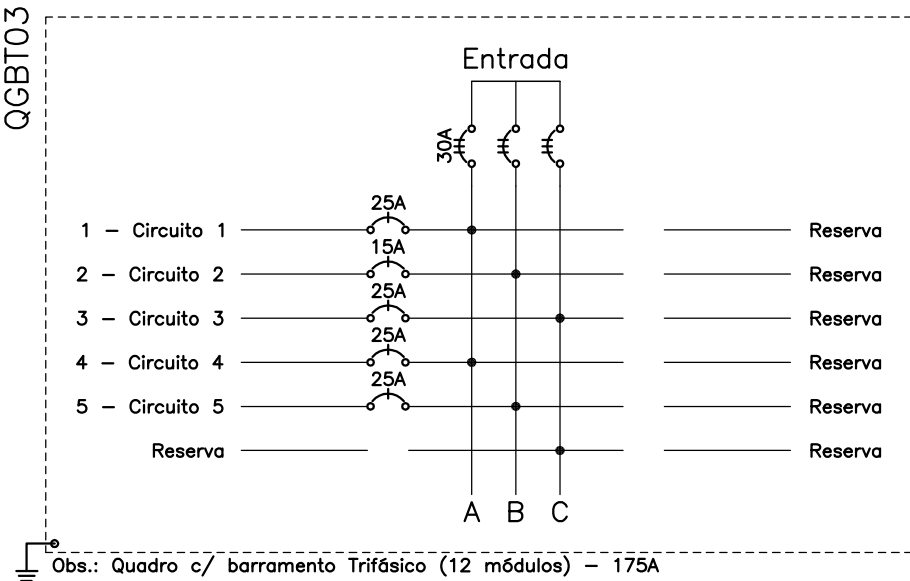 QGBT03
Entrada
30A
25A
1 - Circuito 1
Reserva
15A
2 - Circuito 2
Reserva
25A
3 - Circuito 3
Reserva
25A
4 - Circuito 4
Reserva
25A
5 - Circuito 5
Reserva
Reserva
Reserva
A B C
Obs.: Quadro c/ barramento Trifásico (12 módulos) - 175A